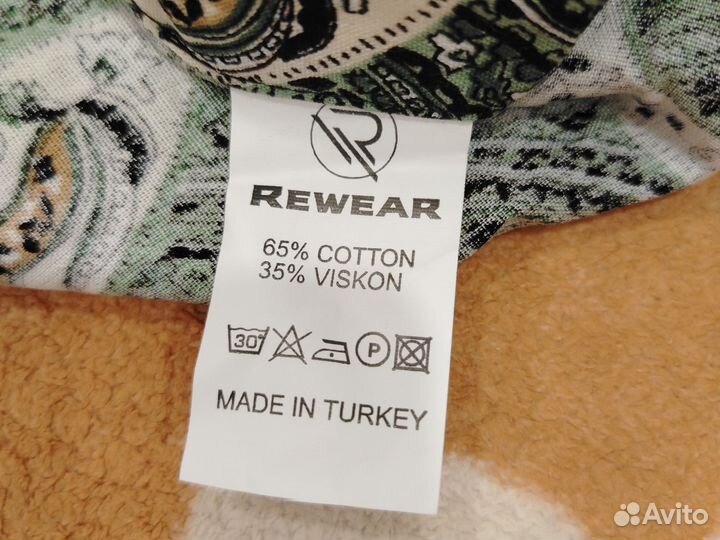 R
REWEAR
65% COTTON
35% VISKON
30°
P
MADE IN TURKEY
Avito